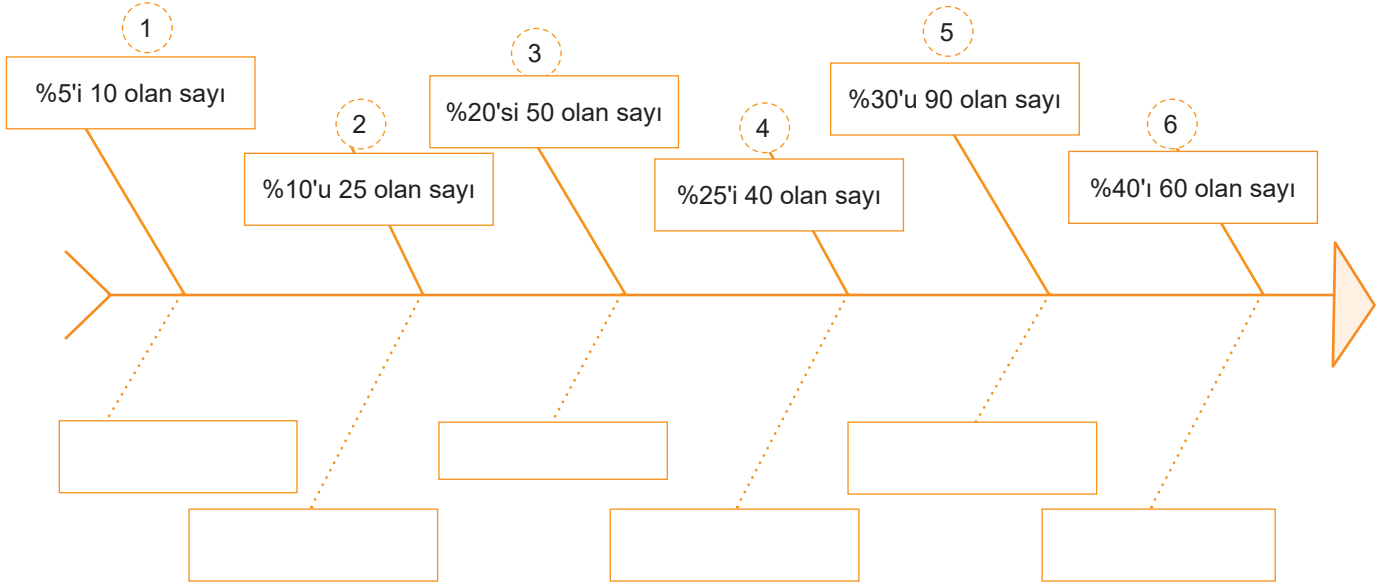 1
%5'i 10 olan sayı
2
%10'u 25 olan sayı
3
%20'si 50 olan sayı
4
%25'i 40 olan sayı
5
%30'u 90 olan sayı
6
%40'ı 60 olan sayı